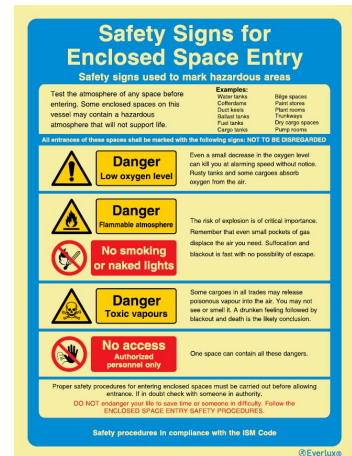 Safety Signs for
Enclosed Space Entry
Safety signs used to mark hazardous areas
Test the atmosphere of any space before
entering. Some enclosed spaces on this
vessel may contain a hazardous
atmosphere that will not support life.
Examples:
Water tanks
Cofferdams
Duct keels
Ballast tanks
Fuel tanks
Cargo tanks
Bilge spaces
Paint stores
Plant rooms
Trunkways
Dry cargo spaces
Pump rooms
All entrances of these spaces shall be marked with the following signs: NOT TO BE DISREGARDED
Danger
Low oxygen level
Even a small decrease in the oxygen level
can kill you at alarming speed without notice.
Rusty tanks and some cargoes absorb
oxygen from the air.
Danger
Flammable atmosphere
No smoking
or naked lights
The risk of explosion is of critical importance.
Remember that even small pockets of gas
displace the air you need. Suffocation and
blackout is fast with no possibility of escape.
Danger
Toxic vapours
Some cargoes in all trades may release
poisonous vapour into the air. You may not
see or smell it. A drunken feeling followed by
blackout and death is the likely conclusion.
No access
Authorized
personnel only
One space can contain all these dangers.
Proper safety procedures for entering enclosed spaces must be carried out before allowing
entrance. If in doubt check with someone in authority.
DO NOT endanger your life to save time or someone in difficulty. Follow the
ENCLOSED SPACE ENTRY SAFETY PROCEDURES.
Safety procedures in compliance with the ISM Code
Everlux®